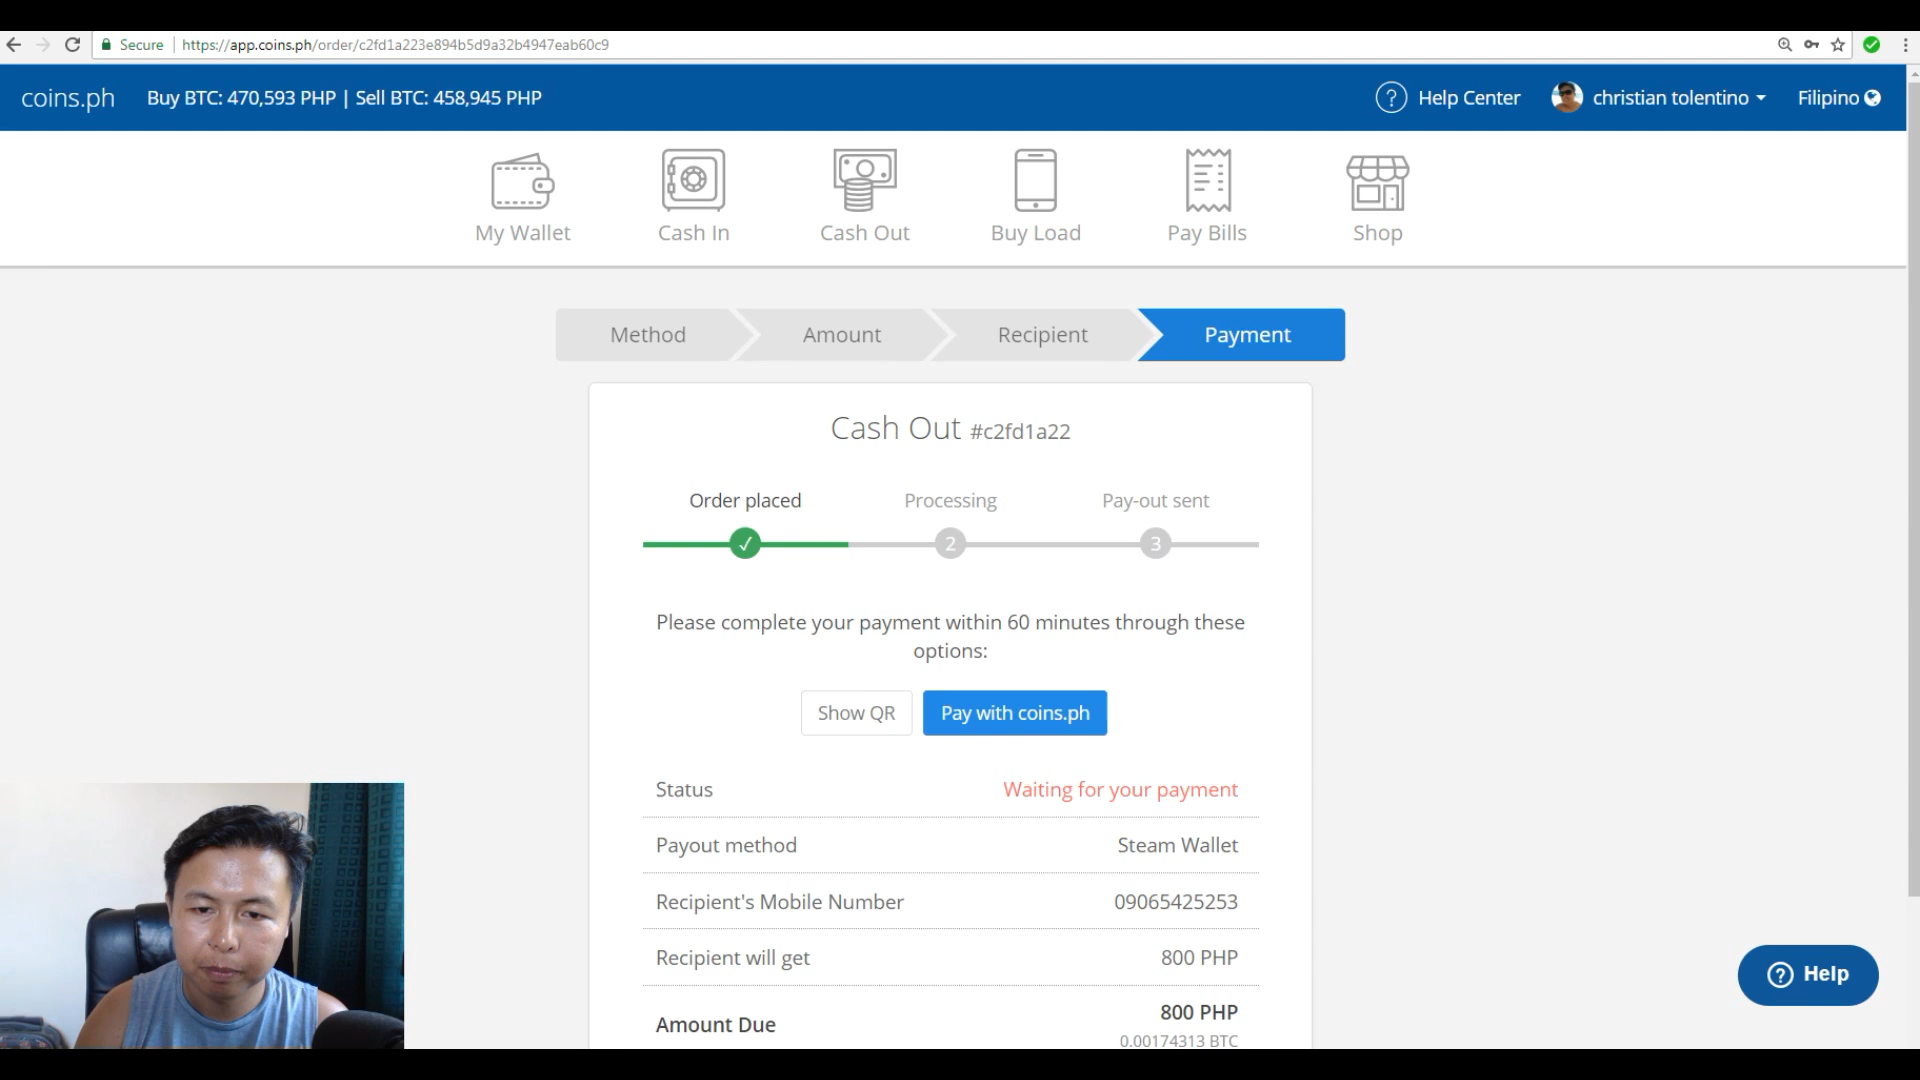 Secure https://app.coins.ph/order/c2fd1a223e894b5d9a32b4947eab60c9
coins.ph Buy BTC: 470,593 PHP | Sell BTC: 458,945 PHP ? Help Center christian tolentino Filipino
My Wallet Cash In Cash Out Buy Load Pay Bills Shop
Method Amount Recipient Payment
Cash Out #c2fd1a22
Order placed Processing Pay-out sent
2 3
Please complete your payment within 60 minutes through these
options:
Show QR Pay with coins.ph
Status Waiting for your payment
Payout method Steam Wallet
Recipient's Mobile Number 09065425253
Recipient will get 800 PHP
Amount Due 800 PHP
0.00174313 BTC
? Help